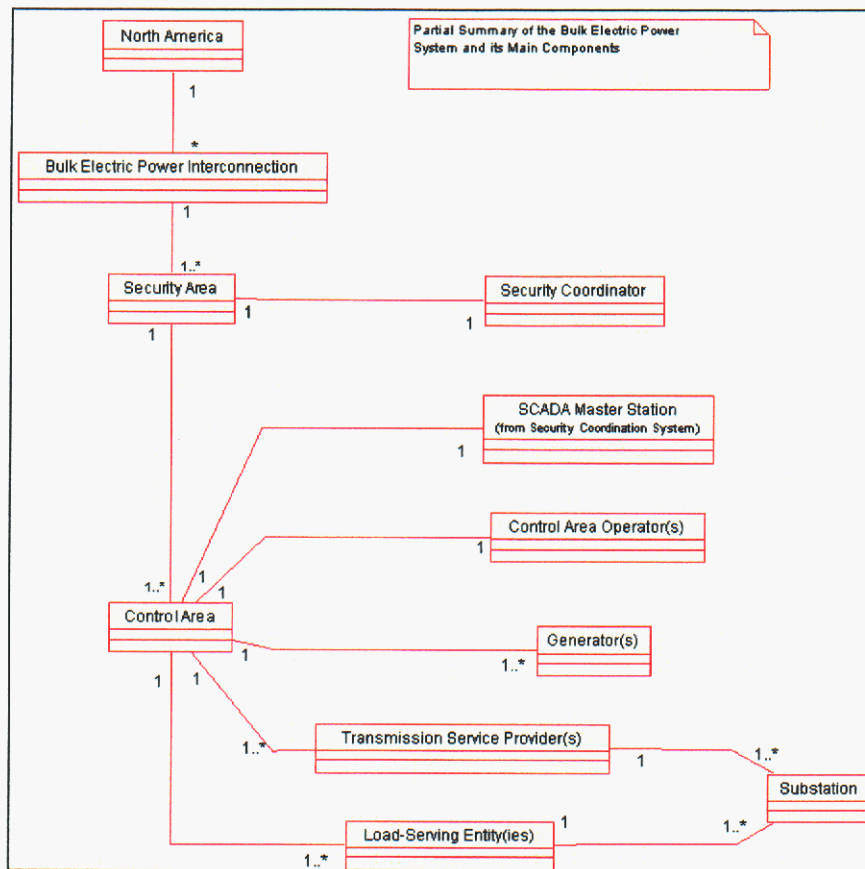 North America
Partial Summary of the Bulk Electric Power
System and its Main Components
1
*
Bulk Electric Power Interconnection
1
1..*
Security Area
Security Coordinator
1
1
1
SCADA Master Station
(from Security Coordination System)
1
Control Area Operator(s)
1
1..*
1
1
Control Area
Generator(s)
1
1..*
1
1
1..*
Transmission Service Provider(s)
1
1..*
Substation
1
1..*
Load-Serving Entity(ies)
1..*